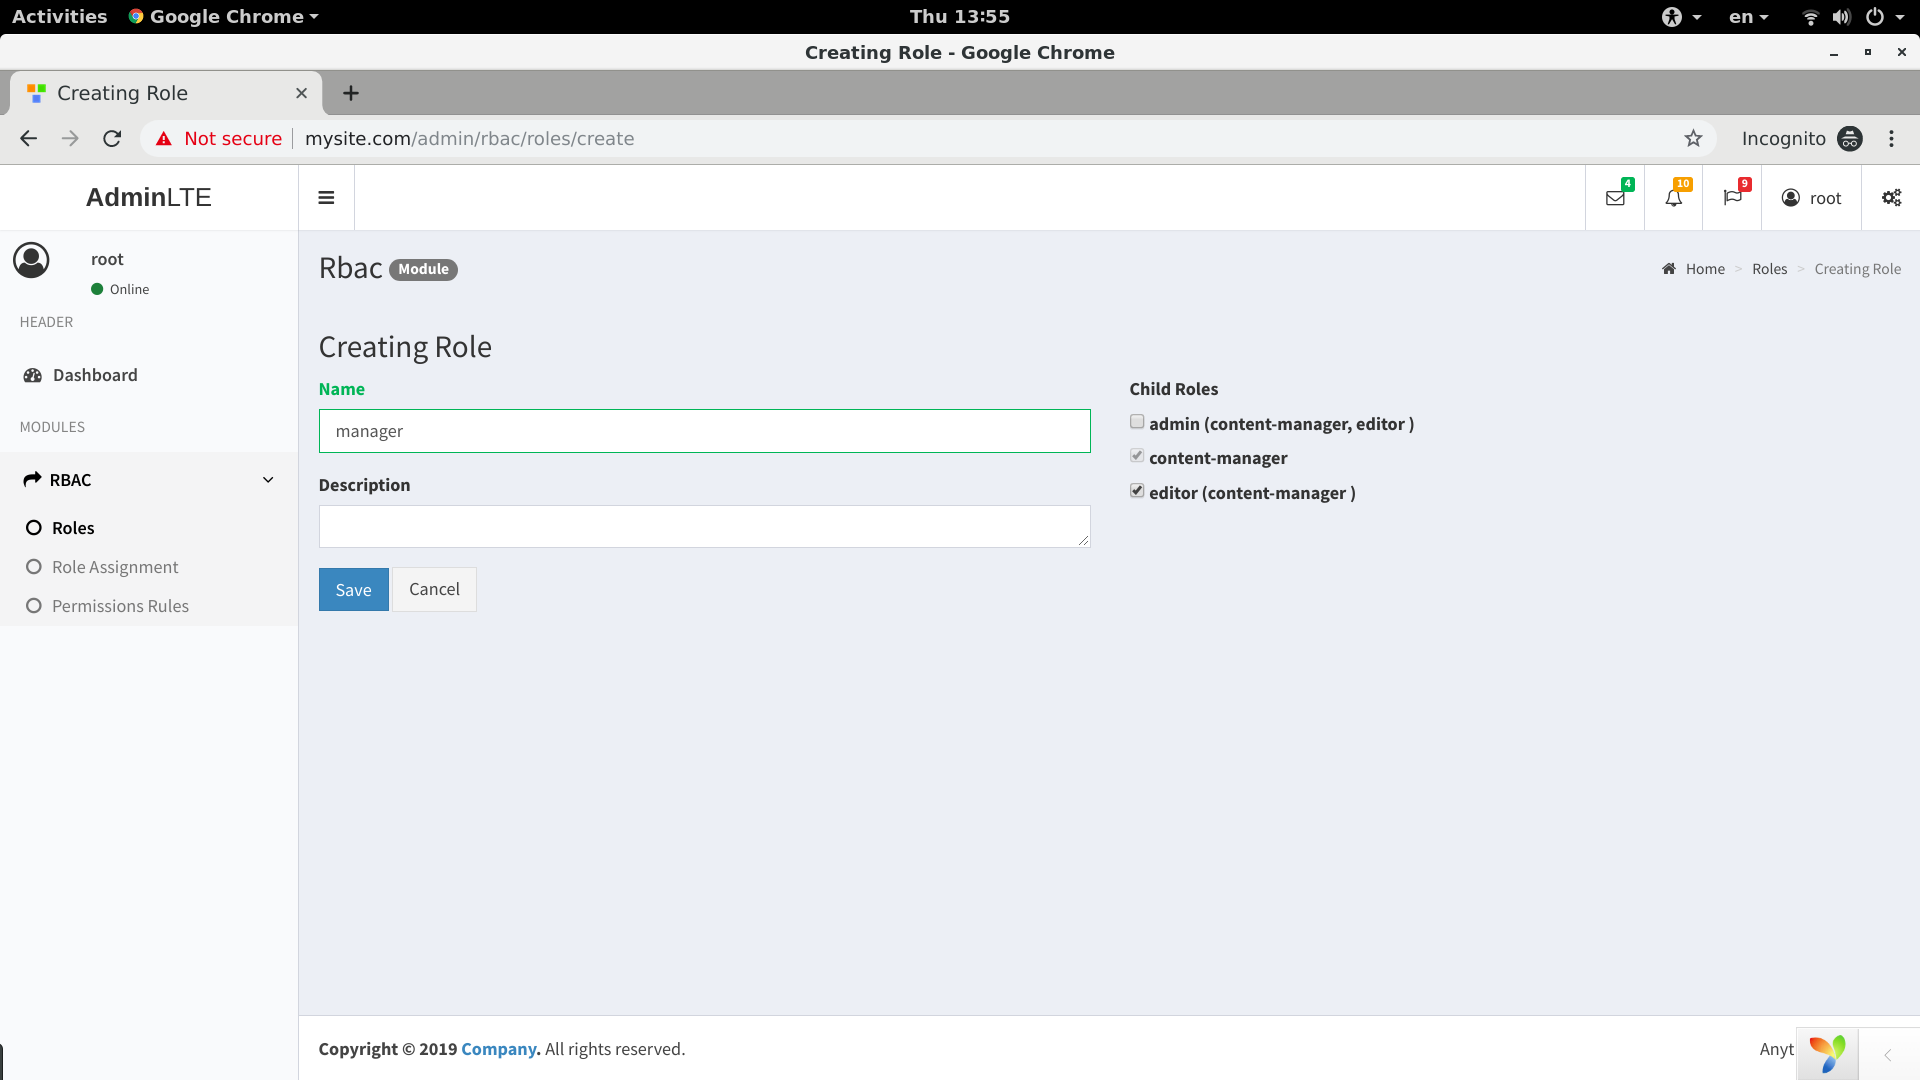 Activities Google Chrome Thu 13:55 en
Creating Role - Google Chrome
Creating Role
Not secure mysite.com/admin/rbac/roles/create Incognito
AdminLTE 4 10 9 root
root
Online
HEADER
Dashboard
MODULES
RBAC
Roles
Role Assignment
Permissions Rules
Rbac Module
Home > Roles > Creating Role
Creating Role
Name
manager
Description
Save Cancel
Child Roles
admin (content-manager, editor )
content-manager
editor (content-manager )
Copyright © 2019 Company. All rights reserved. Anyt